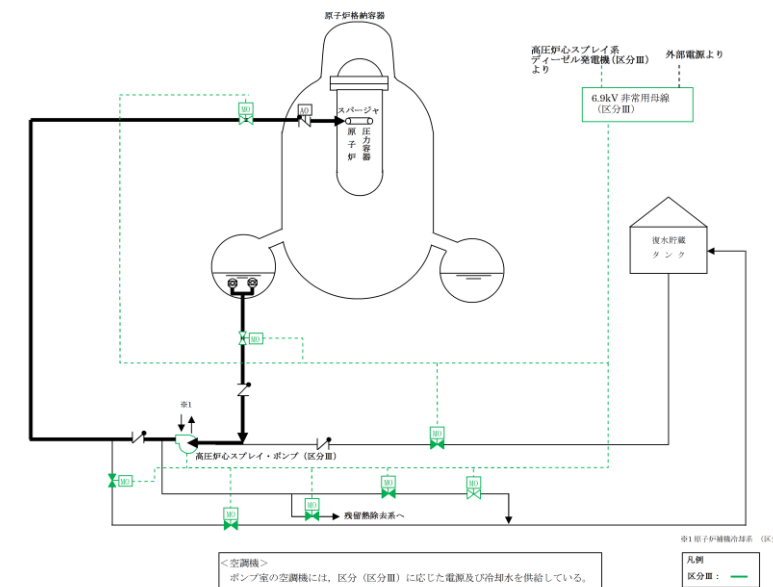 原子炉格納容器
高圧炉心スプレイ系
ディーゼル発電機(区分Ⅲ)
より
外部電源より
6.9kV 非常用母線
(区分Ⅲ)
MO
AO
スパージャ
原子炉
圧力容器
復水貯蔵
タンク
MO
※1
MO
高圧炉心スプレイ・ポンプ(区分Ⅲ)
MO
MO
MO
MO
MO
残留熱除去系へ
※1 原子炉補機冷却系 (区
<空調機>
ポンプ室の空調機には,区分(区分Ⅲ)に応じた電源及び冷却水を供給している。
凡例
区分Ⅲ: